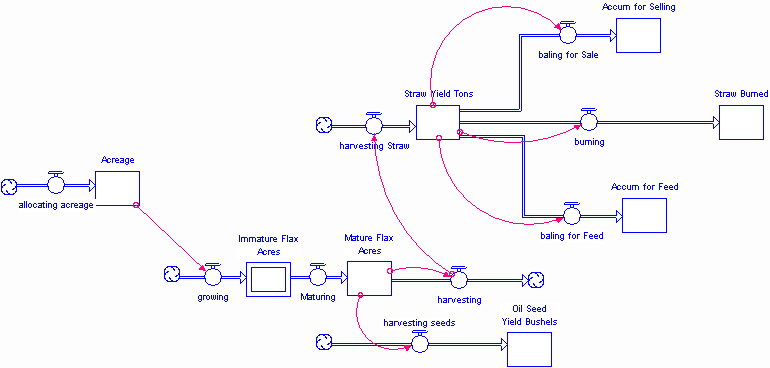 Accum for Selling
baling for Sale
Straw Yield Tons
Straw Burned
harvesting Straw
burning
Acreage
allocating acreage
Accum for Feed
baling for Feed
Immature Flax
Acres
Mature Flax
Acres
growing
Maturing
harvesting
Oil Seed
Yield Bushels
harvesting seeds